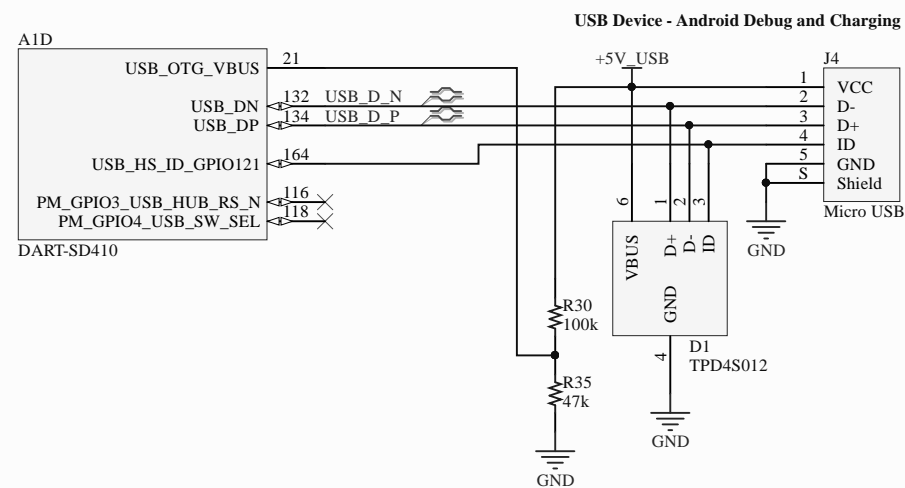 USB Device - Android Debug and Charging
A1D
USB_OTG_VBUS 21
USB_DN 132 USB_D_N
USB_DP 134 USB_D_P
USB_HS_ID_GPIO121 164
PM_GPIO3_USB_HUB_RS_N 116
PM_GPIO4_USB_SW_SEL 118
DART-SD410
+5V_USB
J4
1 VCC
2 D-
3 D+
4 ID
5 GND
S Shield
Micro USB
GND
6 1 2 3
VBUS D+ D- ID
GND
4
D1
TPD4S012
GND
R30
100k
R35
47k
GND